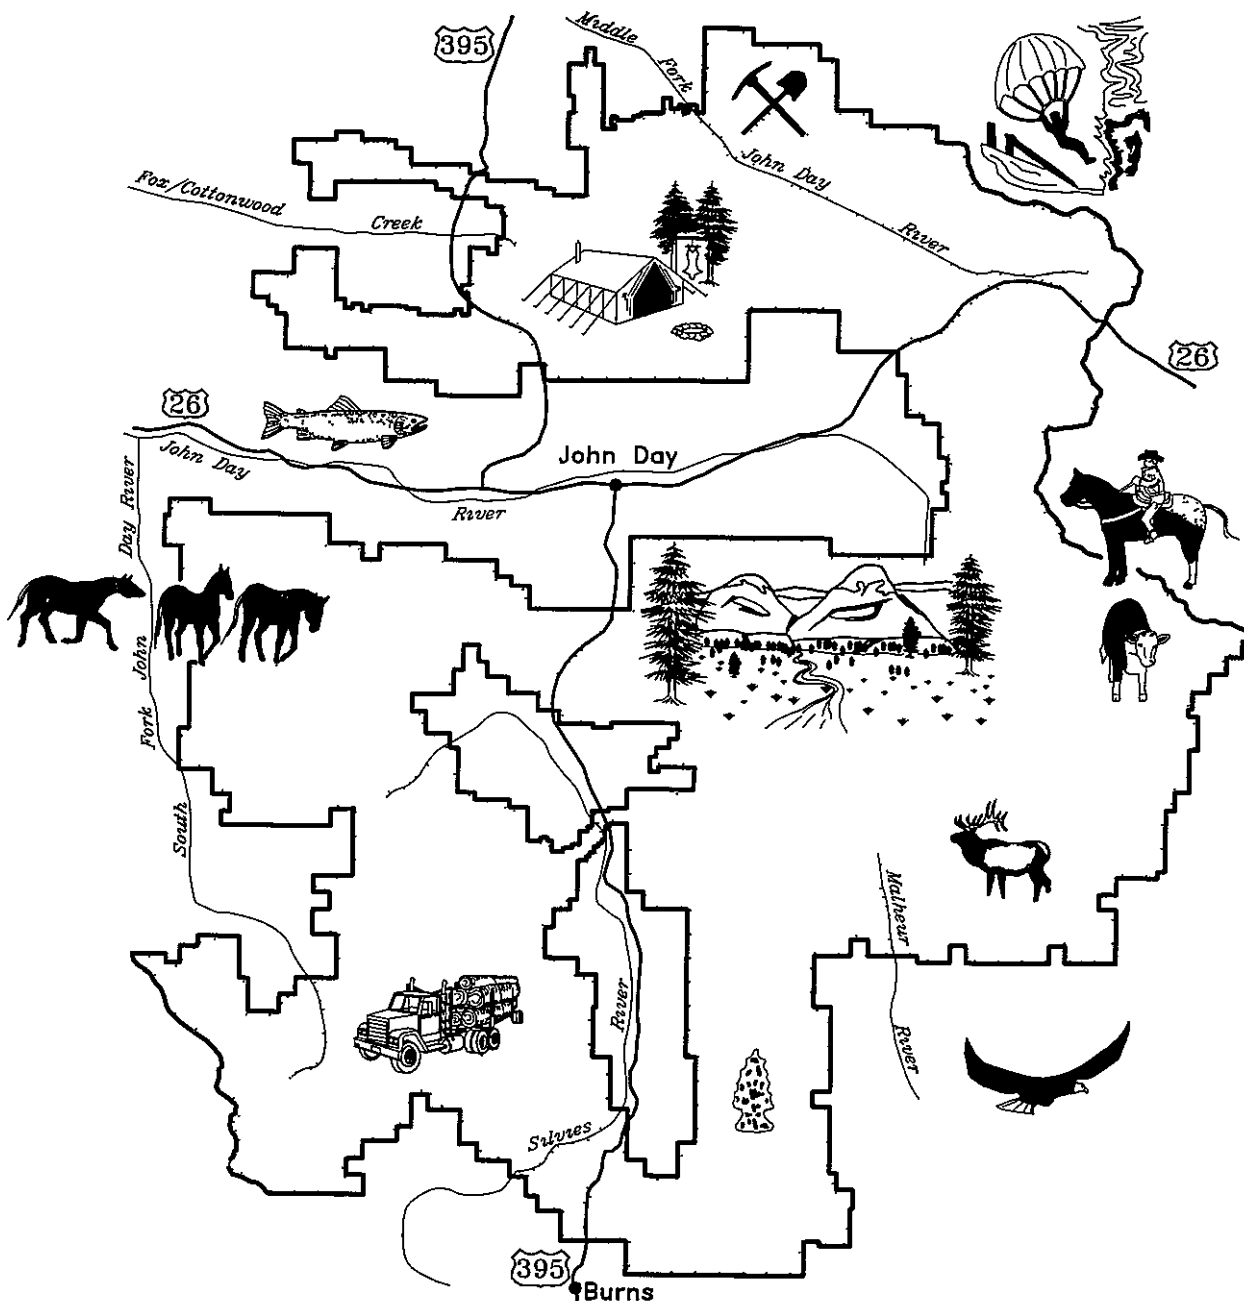 395
Middle
Fork
John Day
River
Fox/Cottonwood
Creek
26
26
John Day
River
John Day
Day River
John
Fork
South
Malheur
River
River
Silvies
395
Burns